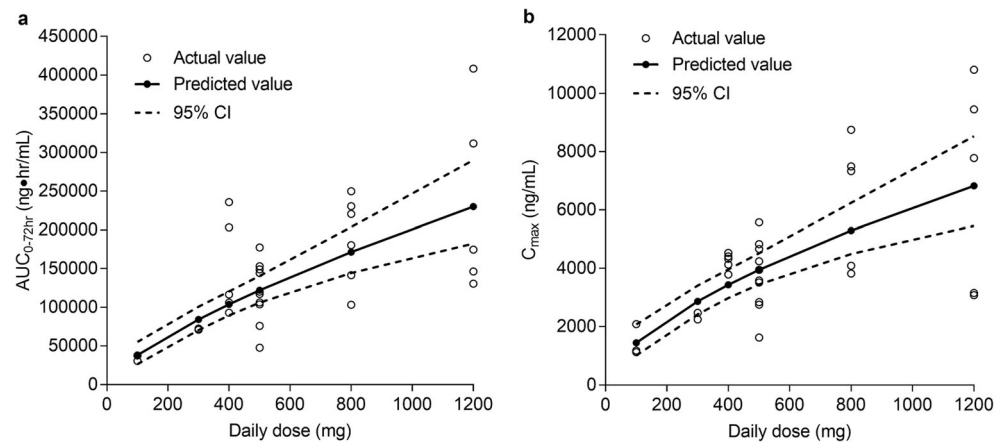 a
450000
400000
350000
300000
250000
200000
150000
100000
50000
0
AUC0-72hr (ng•hr/mL)
Actual value
Predicted value
95% CI
0 200 400 600 800 1000 1200
Daily dose (mg)
b
12000
10000
8000
6000
4000
2000
0
Cmax (ng/mL)
Actual value
Predicted value
95% CI
0 200 400 600 800 1000 1200
Daily dose (mg)